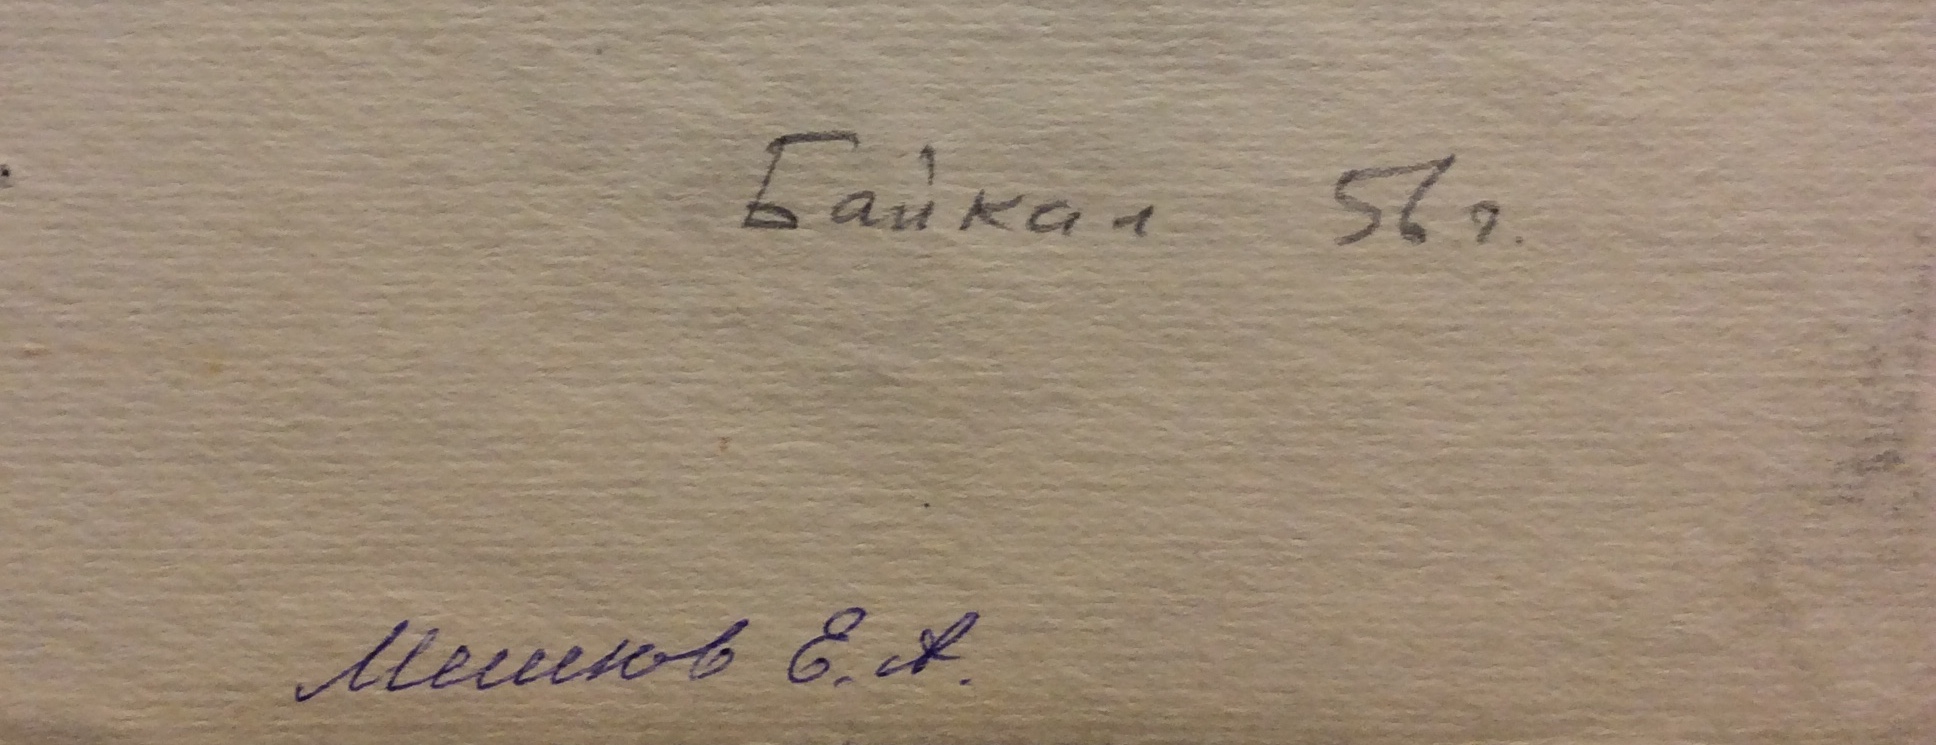 Байкал 56 г.
Мешков Е. А.